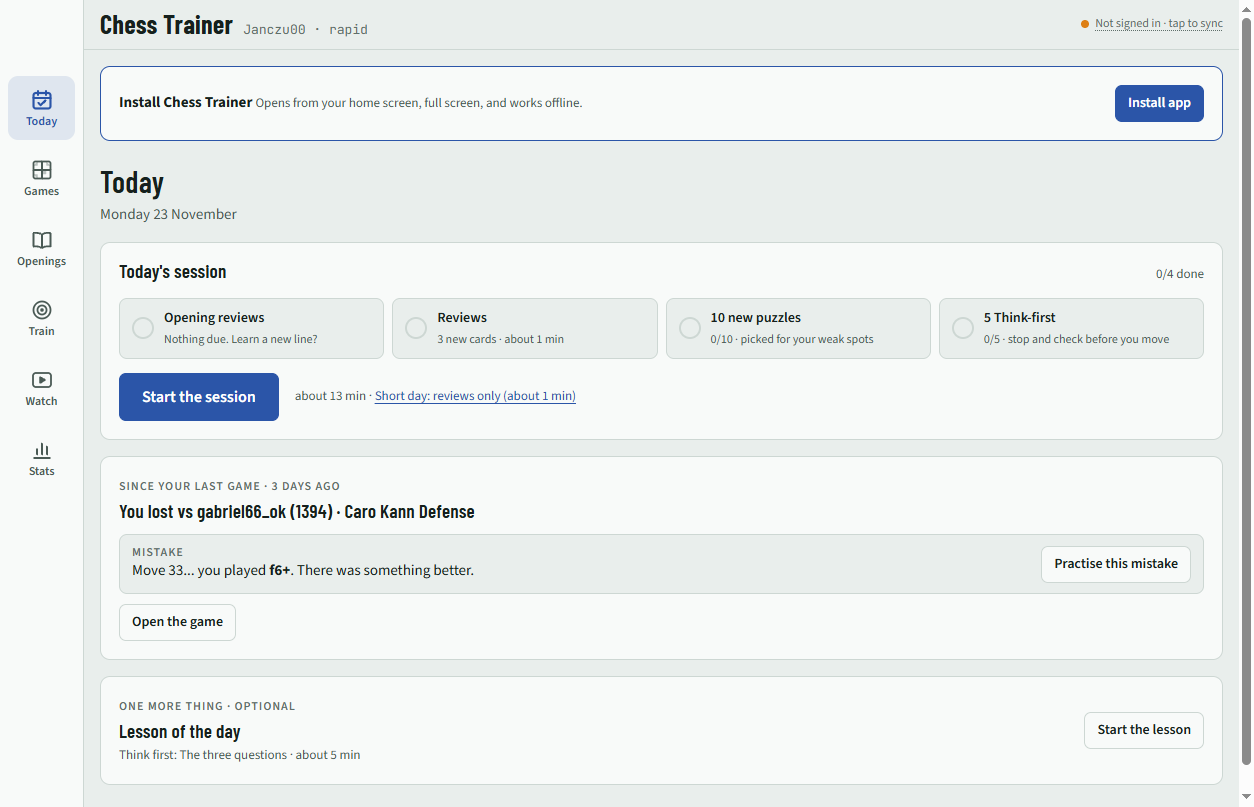 Chess Trainer Janczu00 · rapid
Not signed in · tap to sync
Today
Games
Openings
Train
Watch
Stats
Install Chess Trainer Opens from your home screen, full screen, and works offline.
Install app
Today
Monday 23 November
Today's session
0/4 done
Opening reviews
Nothing due. Learn a new line?
Reviews
3 new cards · about 1 min
10 new puzzles
0/10 · picked for your weak spots
5 Think-first
0/5 · stop and check before you move
Start the session
about 13 min · Short day: reviews only (about 1 min)
SINCE YOUR LAST GAME · 3 DAYS AGO
You lost vs gabriel66_ok (1394) · Caro Kann Defense
MISTAKE
Move 33... you played f6+. There was something better.
Practise this mistake
Open the game
ONE MORE THING · OPTIONAL
Lesson of the day
Think first: The three questions · about 5 min
Start the lesson